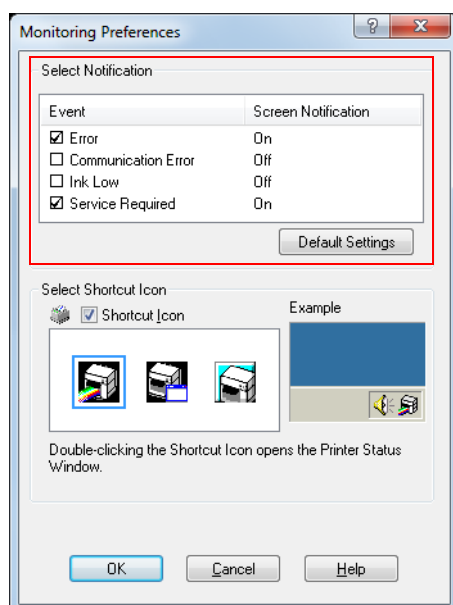 Monitoring Preferences
Select Notification
Event Screen Notification
Error On
Communication Error Off
Ink Low Off
Service Required On
Default Settings
Select Shortcut Icon
Shortcut Icon
Example
Double-clicking the Shortcut Icon opens the Printer Status
Window.
OK Cancel Help